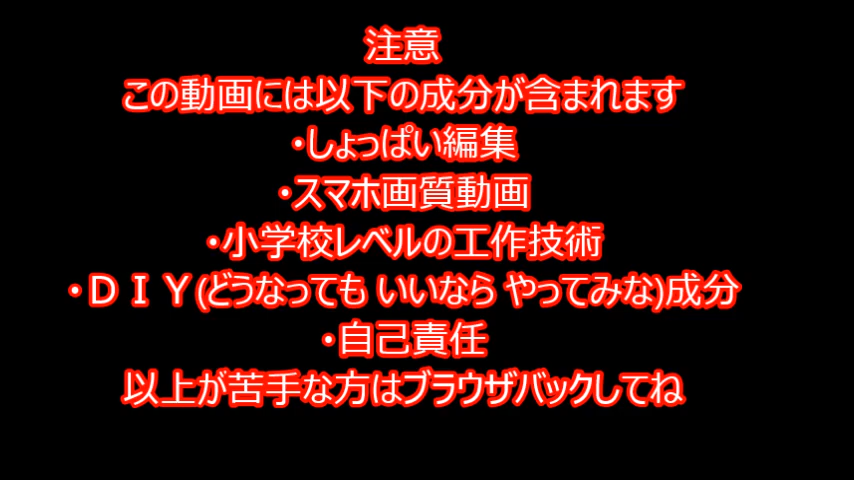 注意
この動画には以下の成分が含まれます
・しょっぱい編集
・スマホ画質動画
・小学校レベルの工作技術
・ＤＩＹ(どうなっても いいなら やってみな)成分
・自己責任
以上が苦手な方はブラウザバックしてね